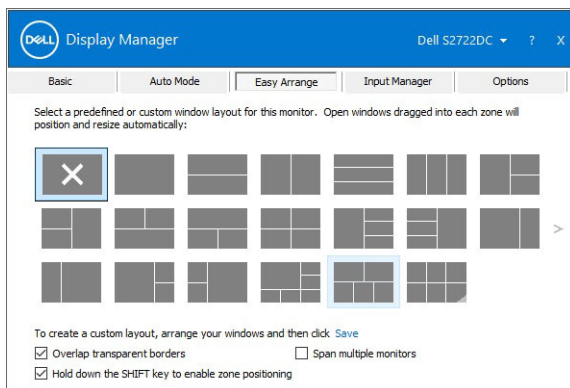 DELL Display Manager Dell S2722DC ? X
Basic Auto Mode Easy Arrange Input Manager Options
Select a predefined or custom window layout for this monitor. Open windows dragged into each zone will
position and resize automatically:
>
To create a custom layout, arrange your windows and then click Save
Overlap transparent borders Span multiple monitors
Hold down the SHIFT key to enable zone positioning